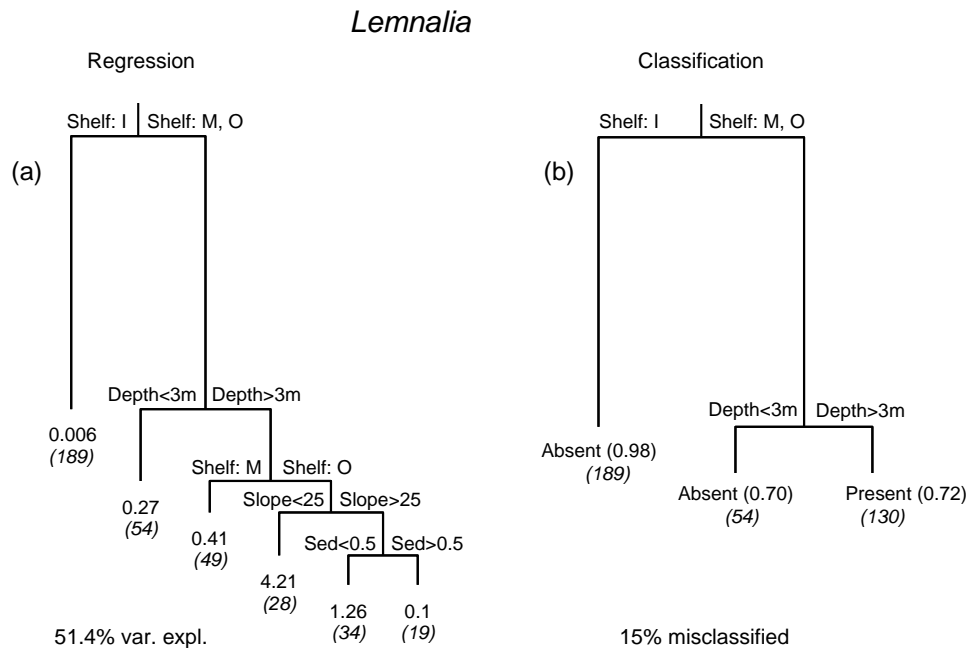 Lemnalia
Regression
Classification
Shelf: I
Shelf: M, O
Shelf: I
Shelf: M, O
(a)
(b)
Depth<3m
Depth>3m
0.006
(189)
Shelf: M
Shelf: O
0.27
(54)
Slope<25
Slope>25
0.41
(49)
Sed<0.5
Sed>0.5
4.21
(28)
1.26
(34)
0.1
(19)
51.4% var. expl.
Depth<3m
Depth>3m
Absent (0.98)
(189)
Absent (0.70)
(54)
Present (0.72)
(130)
15% misclassified